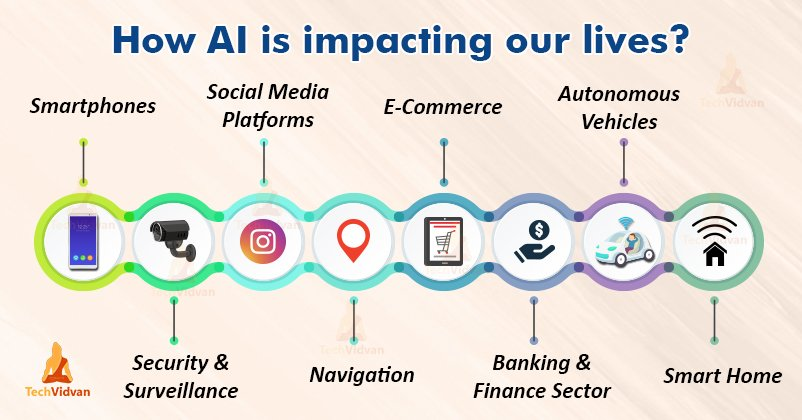 How AI is impacting our lives?
Smartphones
Social Media
Platforms
E-Commerce
Autonomous
Vehicles
TechVidvan
$
Security &
Surveillance
Navigation
Banking &
Finance Sector
Smart Home
TechVidvan